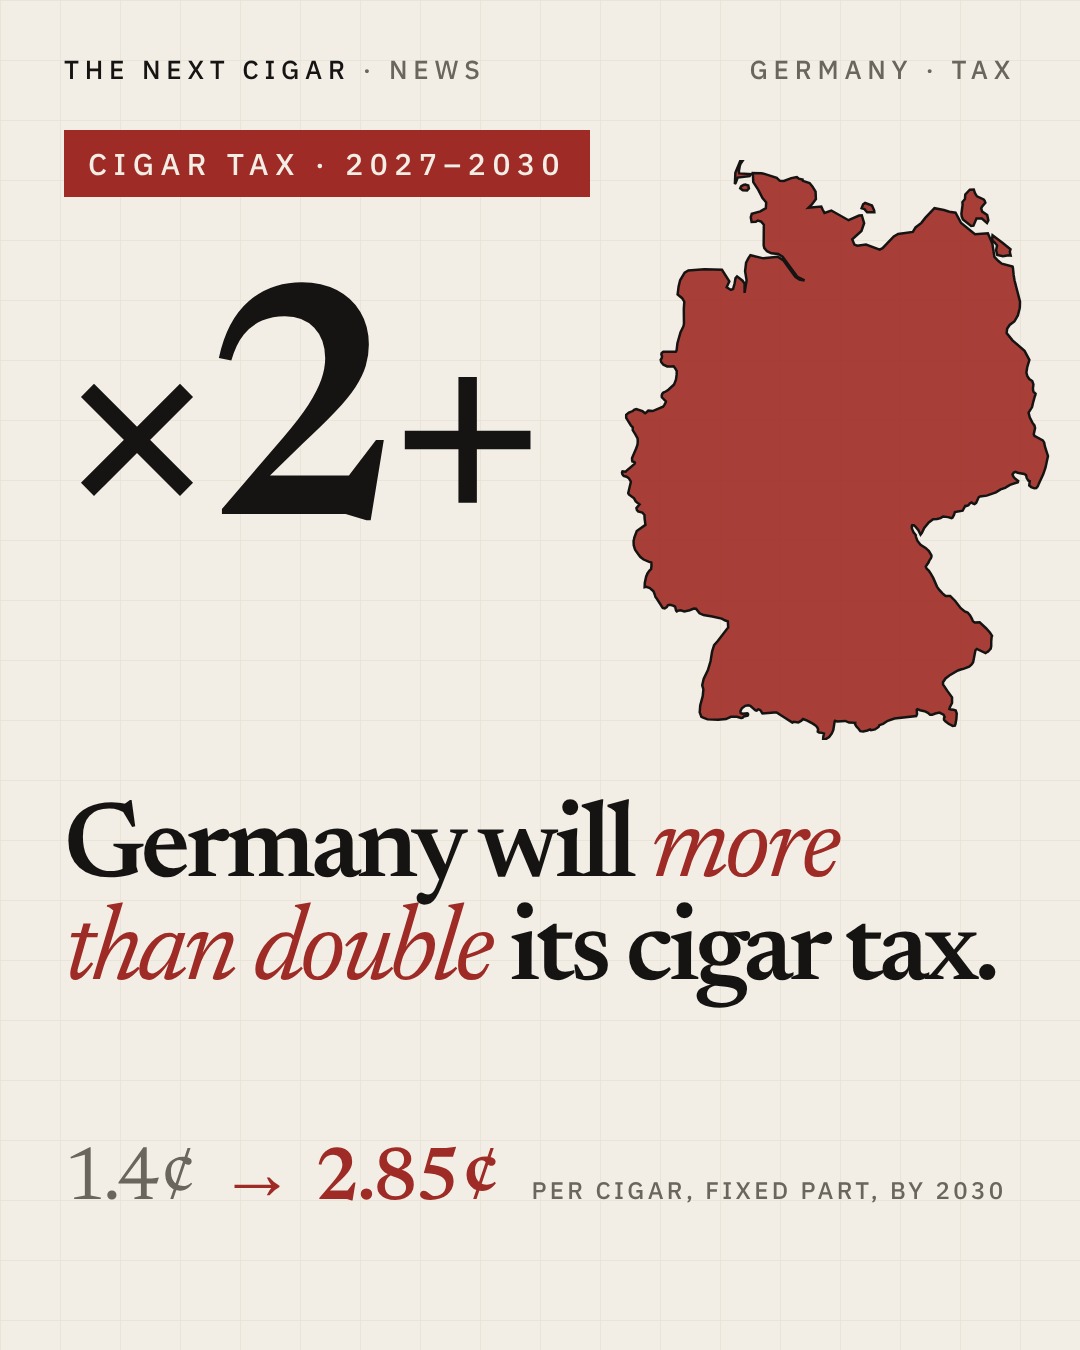 THE NEXT CIGAR · NEWS
GERMANY · TAX
CIGAR TAX · 2027–2030
×2+
Germany will more
than double its cigar tax.
1.4¢ → 2.85¢ PER CIGAR, FIXED PART, BY 2030